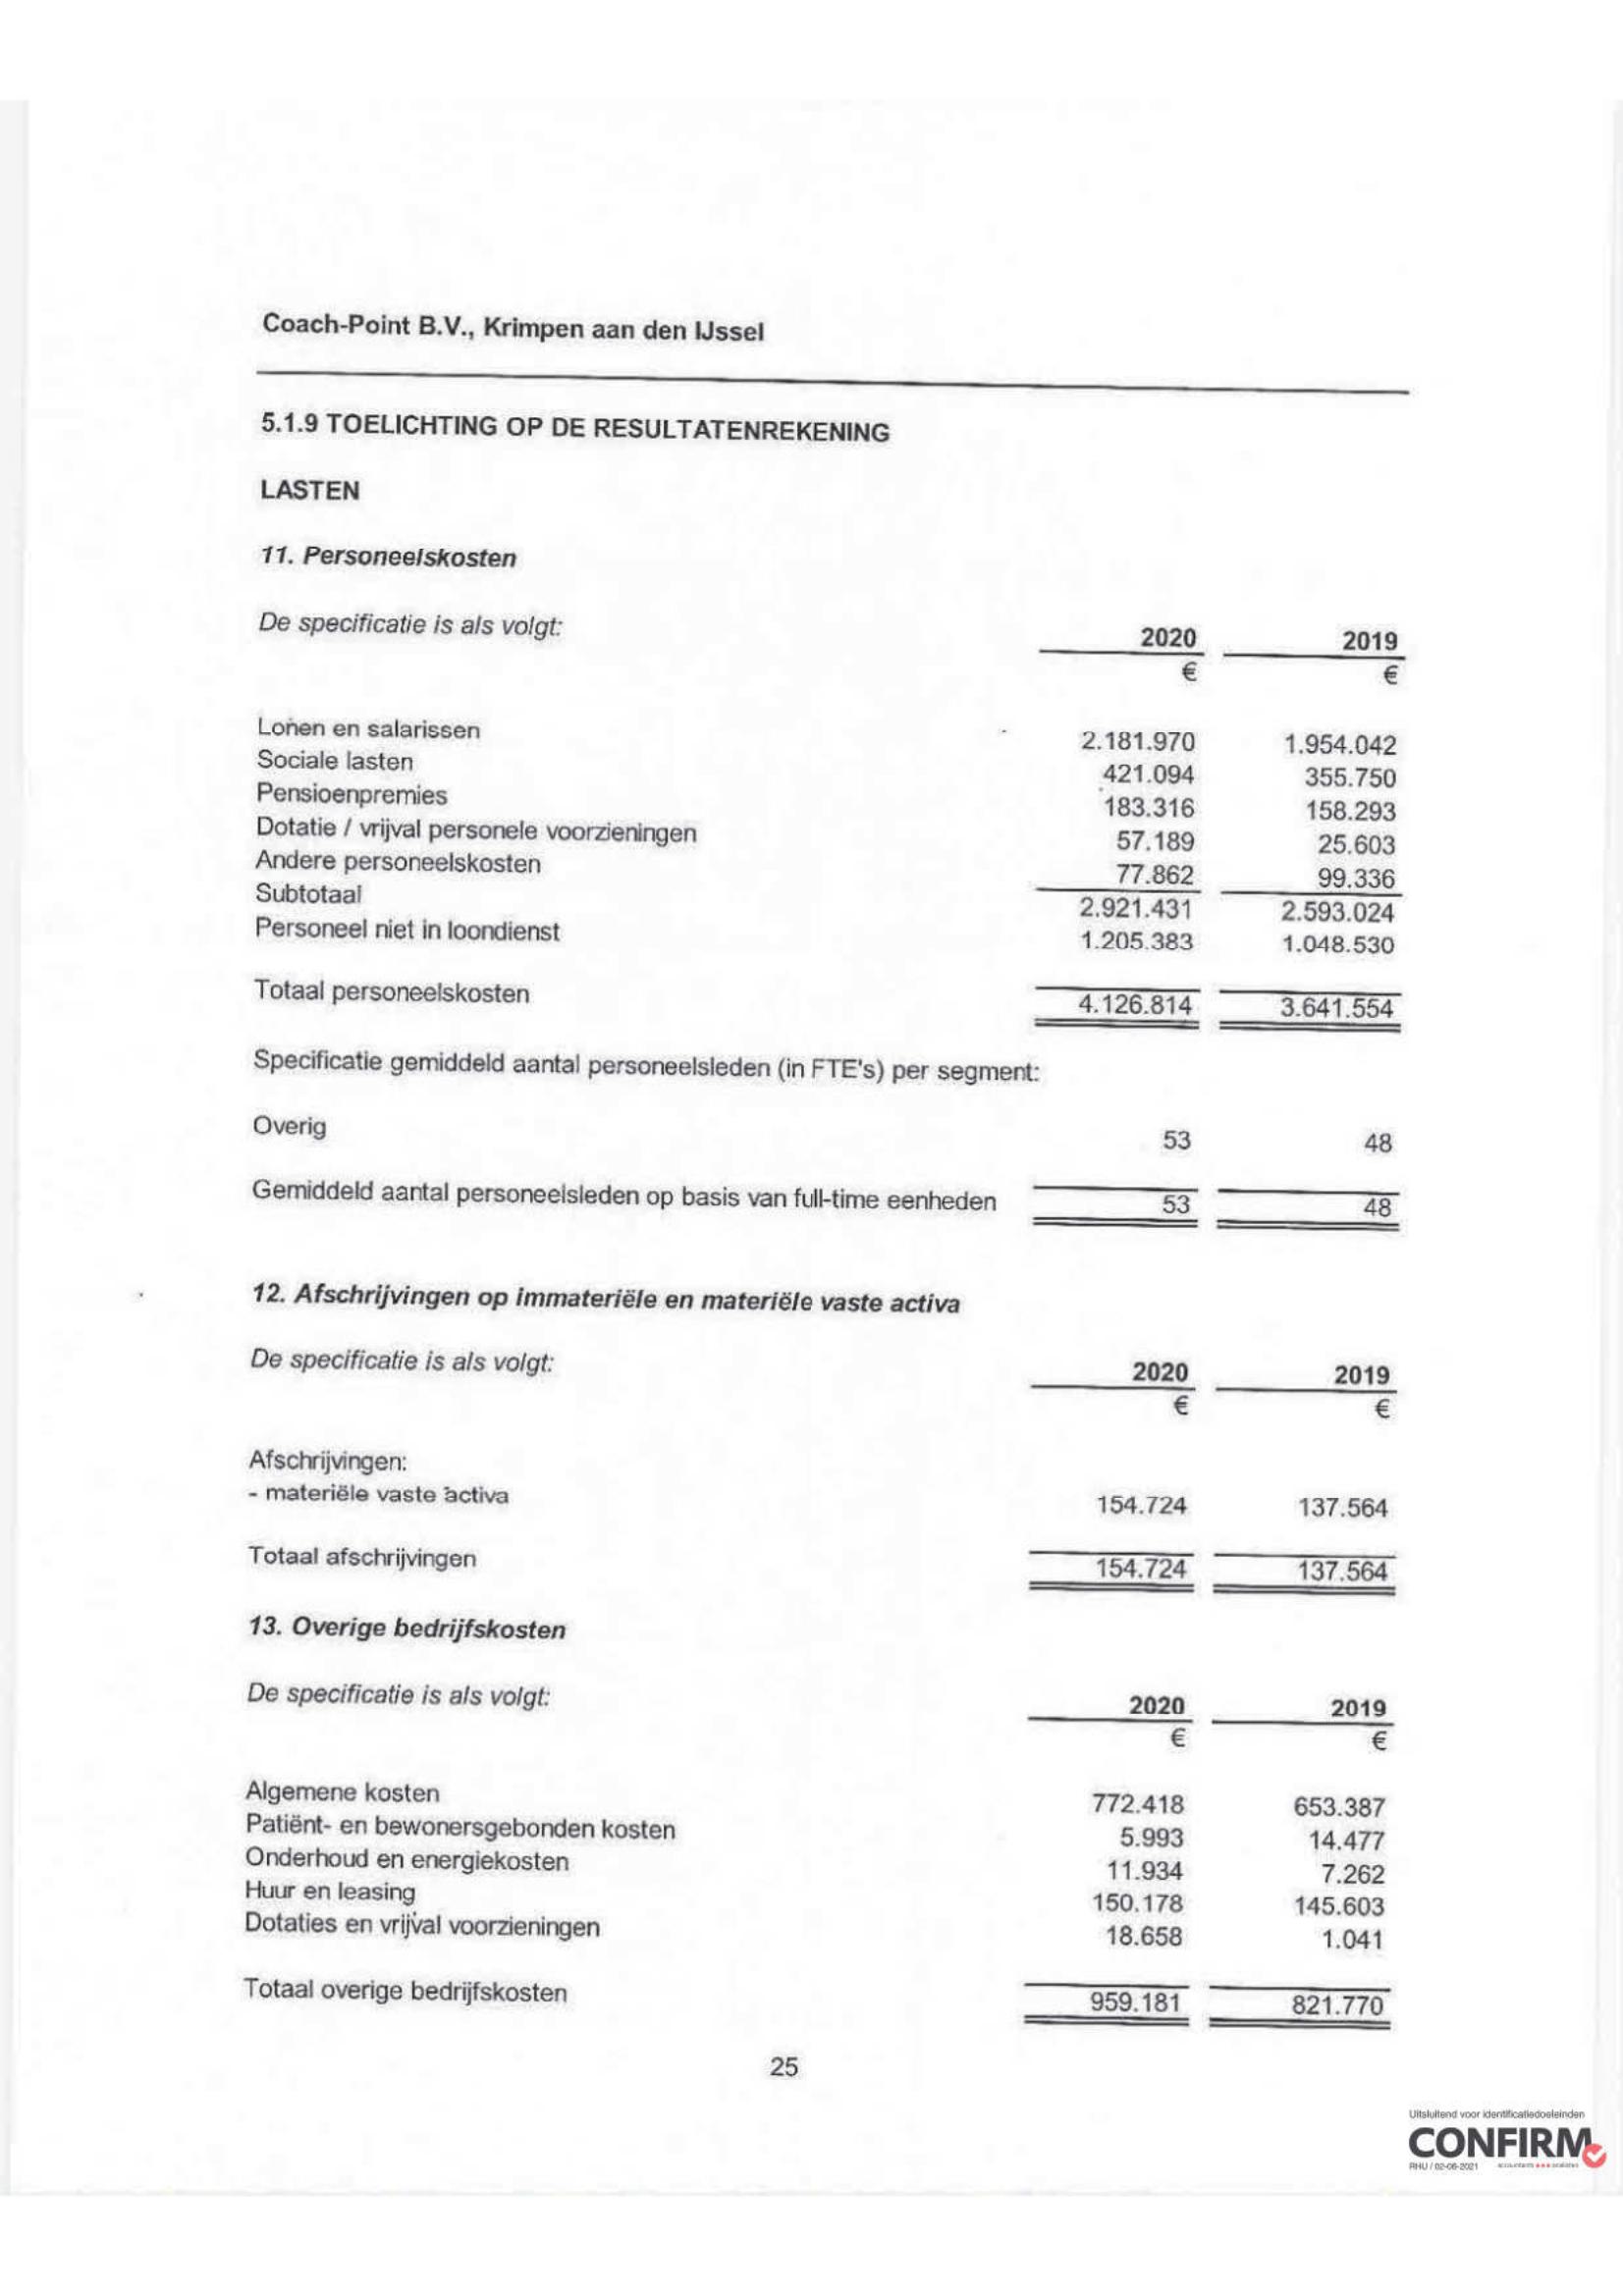 Coach-Point B.V., Krimpen aan den IJssel
5.1.9 TOELICHTING OP DE RESULTATENREKENING
LASTEN
11. Personeelskosten
De specificatie is als volgt: 2020 2019
€ €
Lonen en salarissen 2.181.970 1.954.042
Sociale lasten 421.094 355.750
Pensioenpremies 183.316 158.293
Dotatie / vrijval personele voorzieningen 57.189 25.603
Andere personeelskosten 77.862 99.336
Subtotaal 2.921.431 2.593.024
Personeel niet in loondienst 1.205.383 1.048.530
Totaal personeelskosten 4.126.814 3.641.554
Specificatie gemiddeld aantal personeelsleden (in FTE's) per segment:
Overig 53 48
Gemiddeld aantal personeelsleden op basis van full-time eenheden 53 48
12. Afschrijvingen op immateriële en materiële vaste activa
De specificatie is als volgt: 2020 2019
€ €
Afschrijvingen:
- materiële vaste activa 154.724 137.564
Totaal afschrijvingen 154.724 137.564
13. Overige bedrijfskosten
De specificatie is als volgt: 2020 2019
€ €
Algemene kosten 772.418 653.387
Patiënt- en bewonersgebonden kosten 5.993 14.477
Onderhoud en energiekosten 11.934 7.262
Huur en leasing 150.178 145.603
Dotaties en vrijval voorzieningen 18.658 1.041
Totaal overige bedrijfskosten 959.181 821.770
25
Uitsluitend voor identificatiedoeleinden
CONFIRM
RHU / 02-06-2021